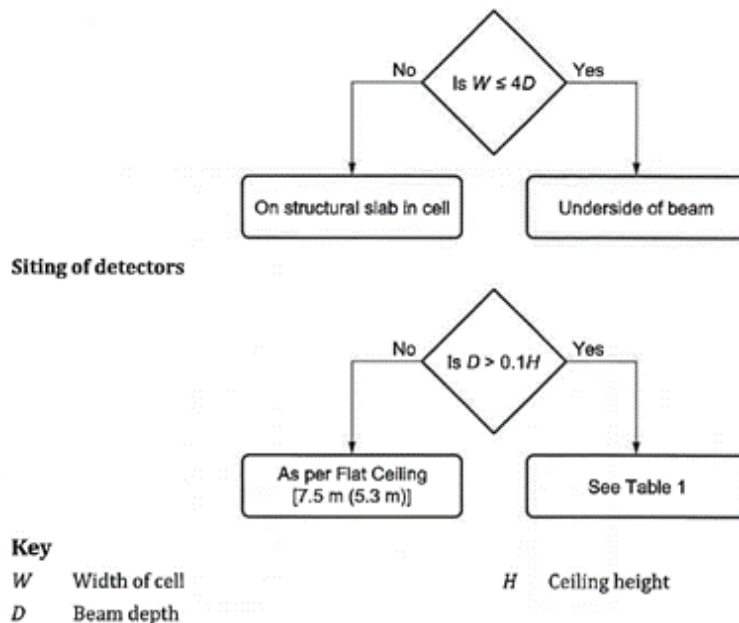 Is W ≤ 4D
No
Yes
On structural slab in cell
Underside of beam
Siting of detectors
Is D > 0.1H
No
Yes
As per Flat Ceiling
[7.5 m (5.3 m)]
See Table 1
Key
W Width of cell
H Ceiling height
D Beam depth